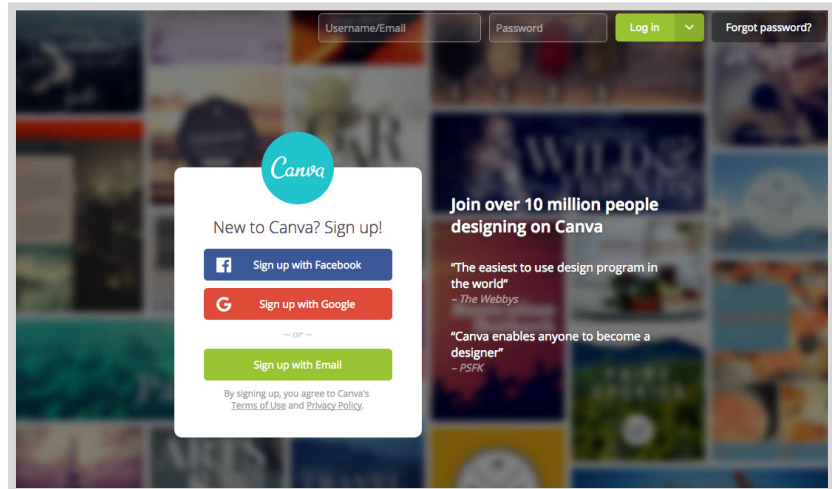 Username/Email
Password
Log in
Forgot password?
Canva
New to Canva? Sign up!
Sign up with Facebook
G
Sign up with Google
– or –
Sign up with Email
By signing up, you agree to Canva's
Terms of Use and Privacy Policy.
Join over 10 million people
designing on Canva
“The easiest to use design program in
the world”
– The Webbys
“Canva enables anyone to become a
designer”
– PSFK
WILD &
ARTS
TRAVEL